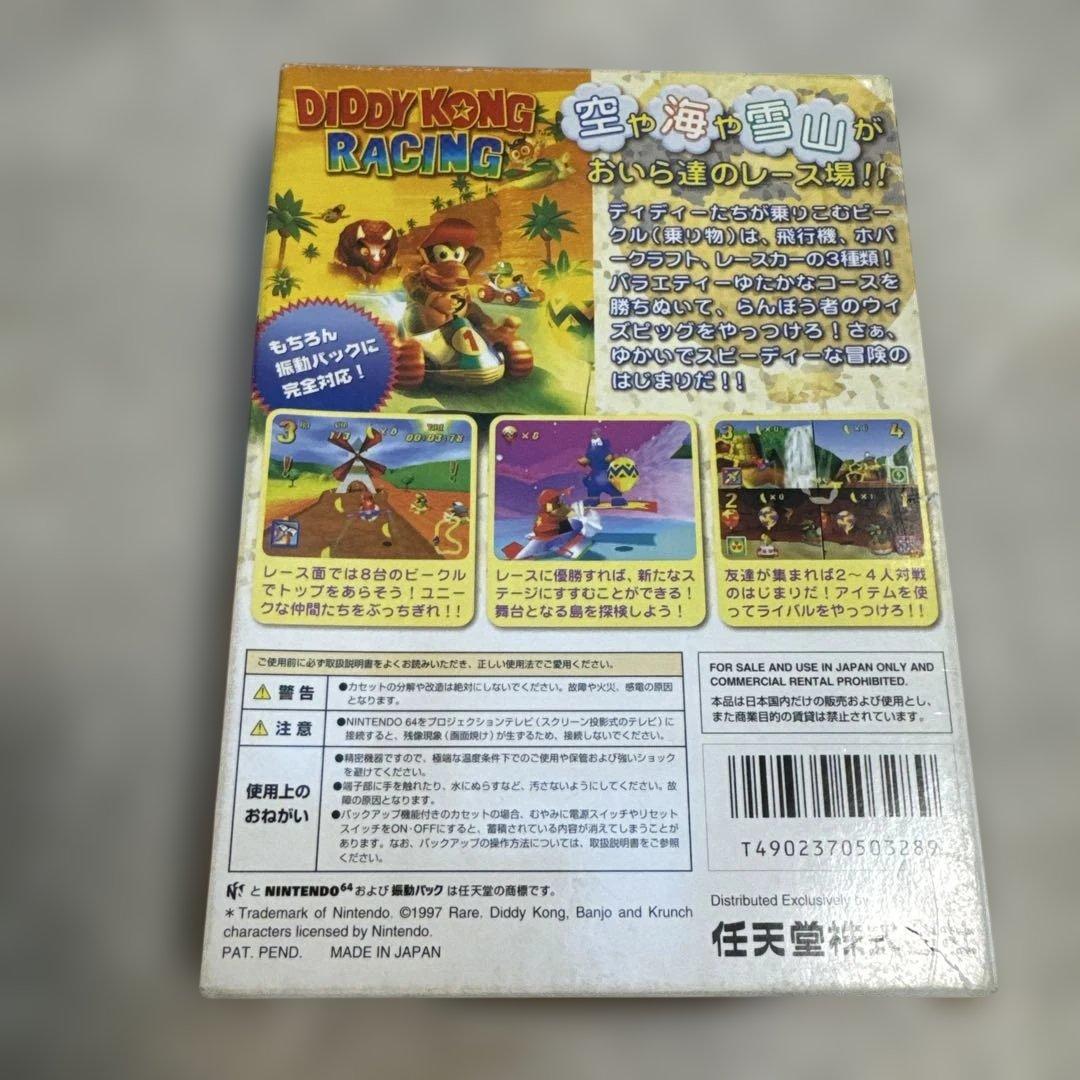 DIDDY KONG
RACING
空や海や雪山が
おいら達のレース場!!
ディディーたちが乗りこむビー
クル(乗り物)は、飛行機、ホバ
ークラフト、レースカーの3種類!
バラエティーゆたかなコースを
勝ちぬいて、らんぼう者のウィ
ズピッグをやっつけろ!さぁ、
ゆかいでスピーディーな冒険の
はじまりだ!!
もちろん
振動パックに
完全対応!
レース面では8台のビークル
でトップをあらそう!ユニー
クな仲間たちをぶっちぎれ!!
レースに優勝すれば、新たなス
テージにすすむことができる!
舞台となる島を探検しよう!
友達が集まれば2〜4人対戦
のはじまりだ!アイテムを使
ってライバルをやっつけろ!!
ご使用前に必ず取扱説明書をよくお読みいただき、正しい使用法でご愛用ください。
警告
●カセットの分解や改造は絶対にしないでください。故障や火災、感電の原因
となります。
注意
●NINTENDO 64をプロジェクションテレビ(スクリーン投影式のテレビ)に
接続すると、残像現象(画面焼け)が生ずるため、接続しないでください。
使用上の
おねがい
●精密機器ですので、極端な温度条件下でのご使用や保管および強いショック
を避けてください。
●端子部に手を触れたり、水にぬらすなど、汚さないようにしてください。故
障の原因となります。
●バックアップ機能付きのカセットの場合、むやみに電源スイッチやリセット
スイッチをON・OFFにすると、蓄積されている内容が消えてしまうことが
あります。なお、バックアップの操作方法については、取扱説明書をご参照
ください。
FOR SALE AND USE IN JAPAN ONLY AND
COMMERCIAL RENTAL PROHIBITED.
本品は日本国内だけの販売および使用とし、
また商業目的の賃貸は禁止されています。
T4902370503289
と NINTENDO64 および 振動パック は任天堂の商標です。
* Trademark of Nintendo. ©1997 Rare. Diddy Kong, Banjo and Krunch
characters licensed by Nintendo.
PAT. PEND. MADE IN JAPAN
Distributed Exclusively by
任天堂株式